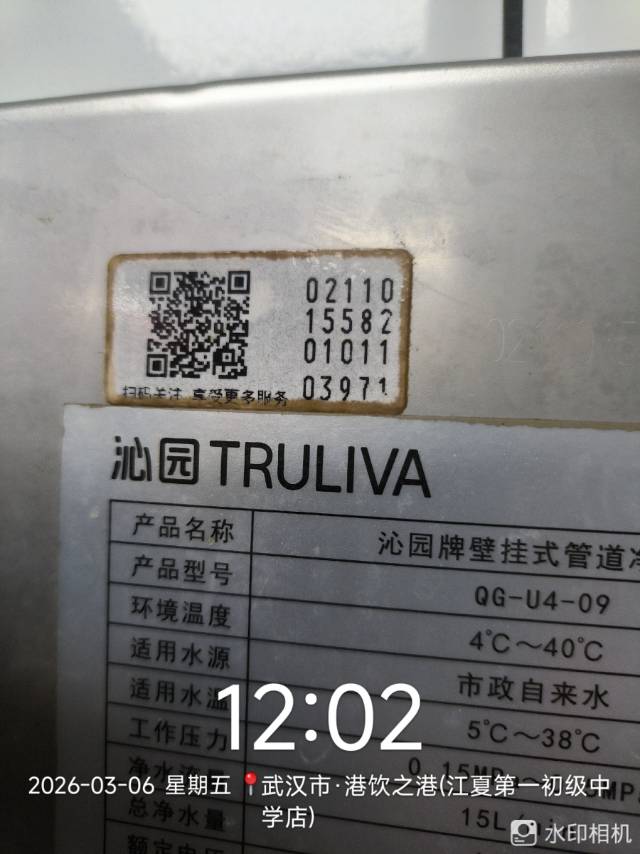 02110
15582
01011
03971
扫码关注 享受更多服务
沁园 TRULIVA
产品名称 沁园牌壁挂式管道
产品型号 QG-U4-09
环境温度 4℃～40℃
适用水源 市政自来水
适用水温 5℃～38℃
工作压力
12:02
2026-03-06 星期五 武汉市·港饮之港(江夏第一初级中
学店)
总净水量
水印相机